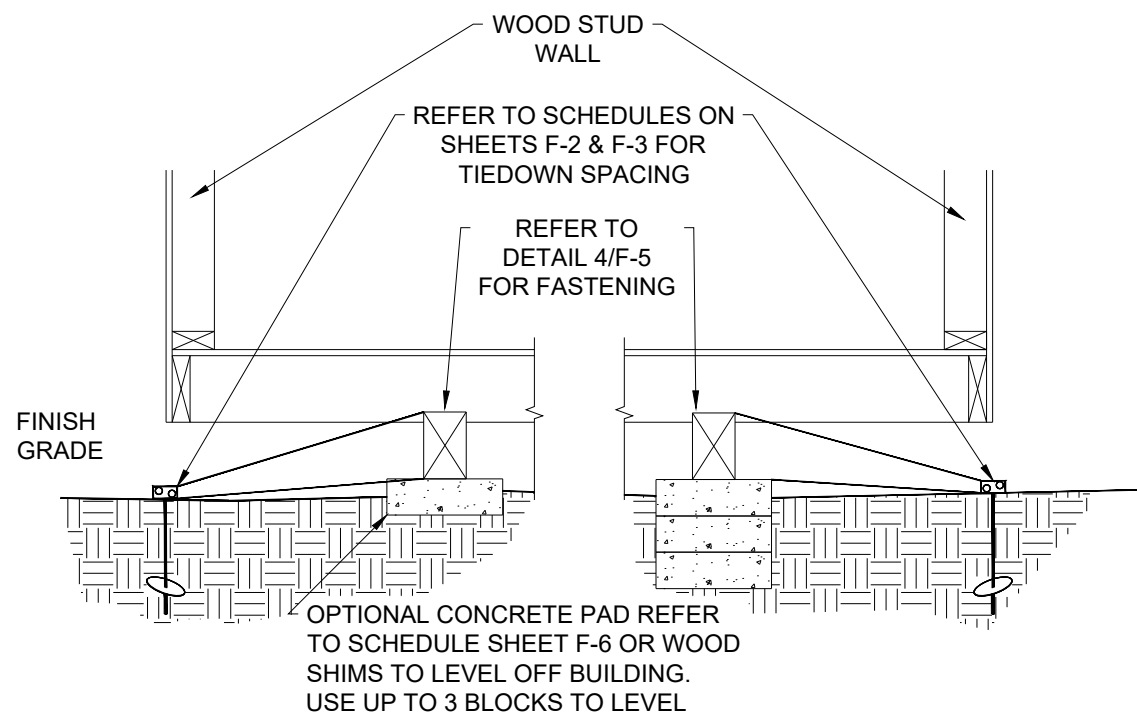 WOOD STUD
WALL
REFER TO SCHEDULES ON
SHEETS F-2 & F-3 FOR
TIEDOWN SPACING
REFER TO
DETAIL 4/F-5
FOR FASTENING
FINISH
GRADE
OPTIONAL CONCRETE PAD REFER
TO SCHEDULE SHEET F-6 OR WOOD
SHIMS TO LEVEL OFF BUILDING.
USE UP TO 3 BLOCKS TO LEVEL